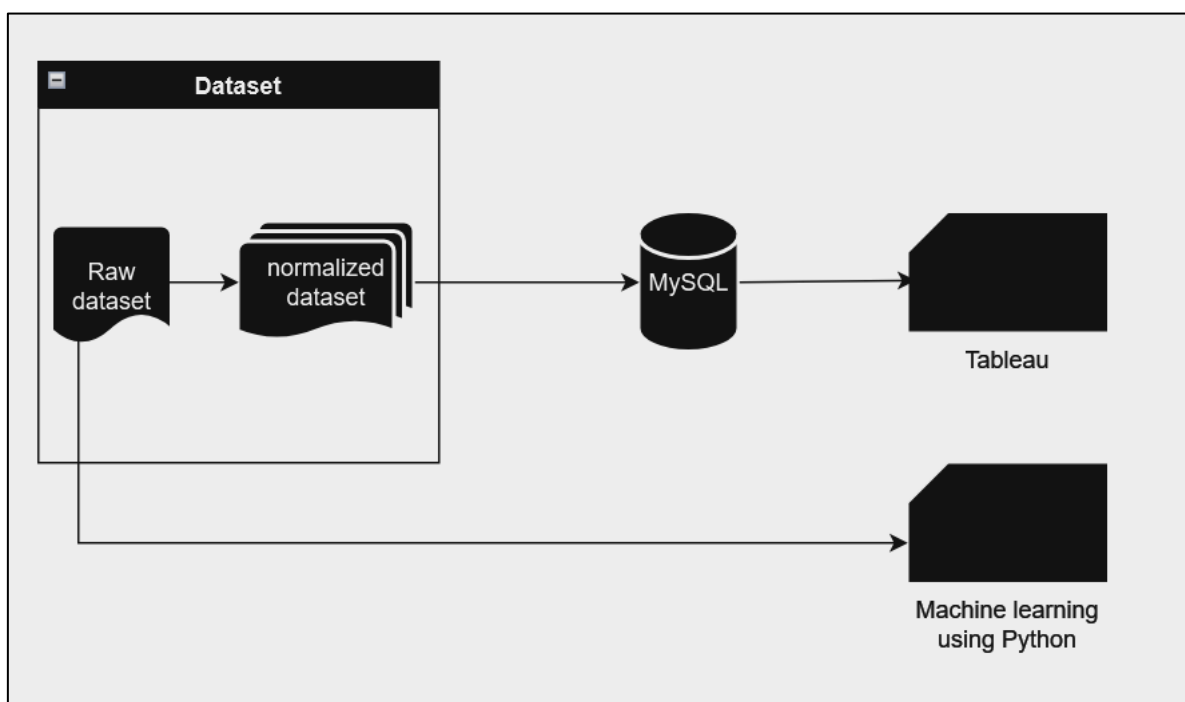 Dataset
Raw
dataset
normalized
dataset
MySQL
Tableau
Machine learning
using Python